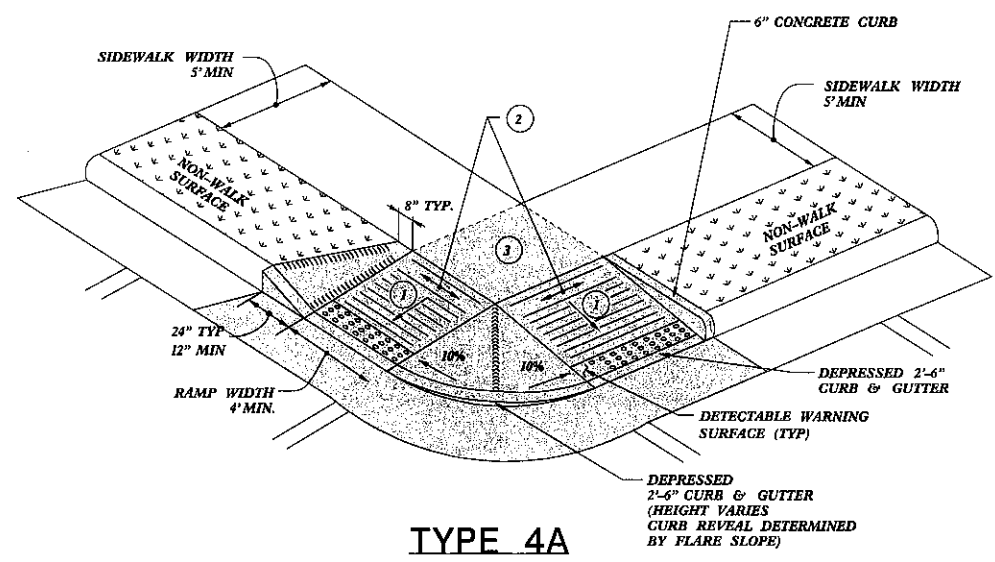 6" CONCRETE CURB
SIDEWALK WIDTH
5' MIN
SIDEWALK WIDTH
5' MIN
2
NON-WALK
SURFACE
8" TYP.
NON-WALK
SURFACE
3
1
1
24" TYP
12" MIN
10%
10%
RAMP WIDTH
4' MIN.
DEPRESSED 2'-6"
CURB & GUTTER
DETECTABLE WARNING
SURFACE (TYP)
DEPRESSED
2'-6" CURB & GUTTER
(HEIGHT VARIES
CURB REVEAL DETERMINED
BY FLARE SLOPE)
TYPE 4A